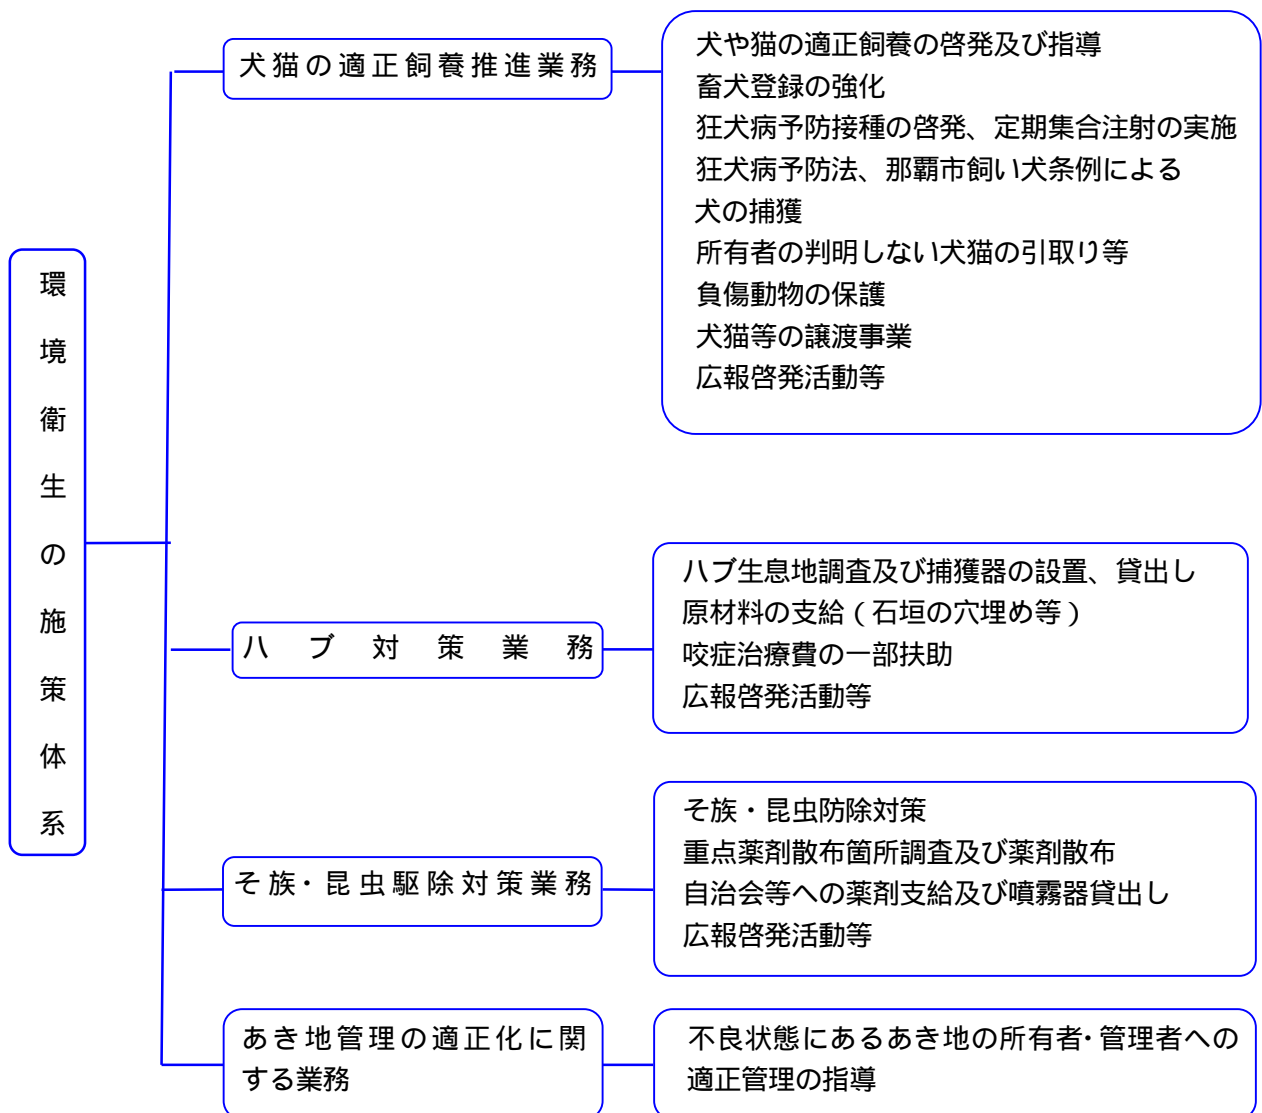 環境衛生の施策体系
犬猫の適正飼養推進業務
犬や猫の適正飼養の啓発及び指導
畜犬登録の強化
狂犬病予防接種の啓発、定期集合注射の実施
狂犬病予防法、那覇市飼い犬条例による
犬の捕獲
所有者の判明しない犬猫の引取り等
負傷動物の保護
犬猫等の譲渡事業
広報啓発活動等
ハブ対策業務
ハブ生息地調査及び捕獲器の設置、貸出し
原材料の支給（石垣の穴埋め等）
咬症治療費の一部扶助
広報啓発活動等
そ族・昆虫駆除対策業務
そ族・昆虫防除対策
重点薬剤散布箇所調査及び薬剤散布
自治会等への薬剤支給及び噴霧器貸出し
広報啓発活動等
あき地管理の適正化に関
する業務
不良状態にあるあき地の所有者・管理者への
適正管理の指導